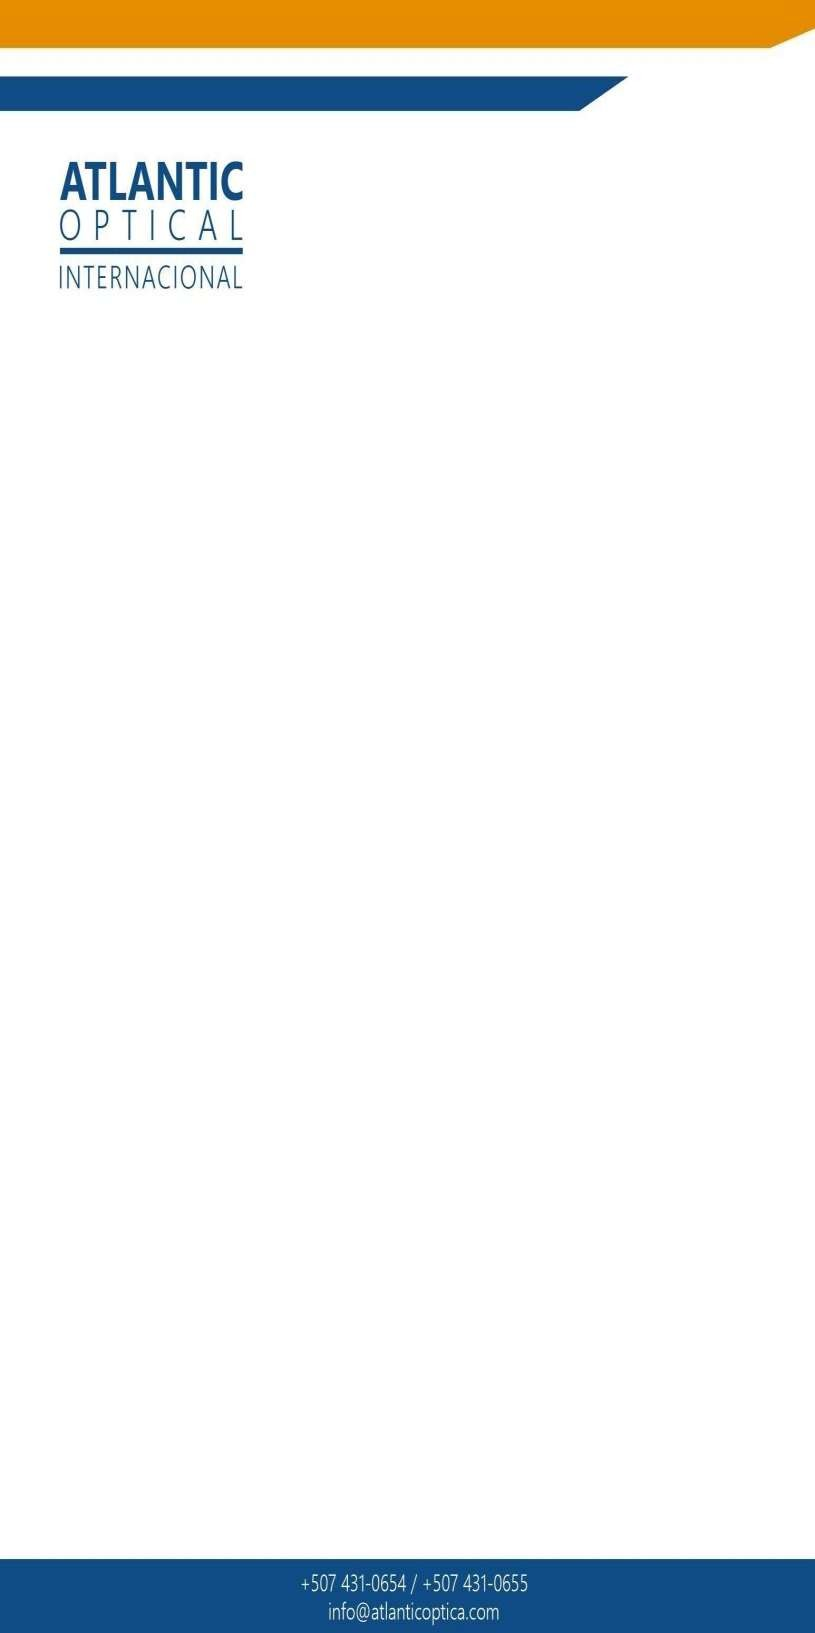 ATLANTIC
OPTICAL
INTERNACIONAL
+507 431-0654 / +507 431-0655
info@atlanticoptica.com